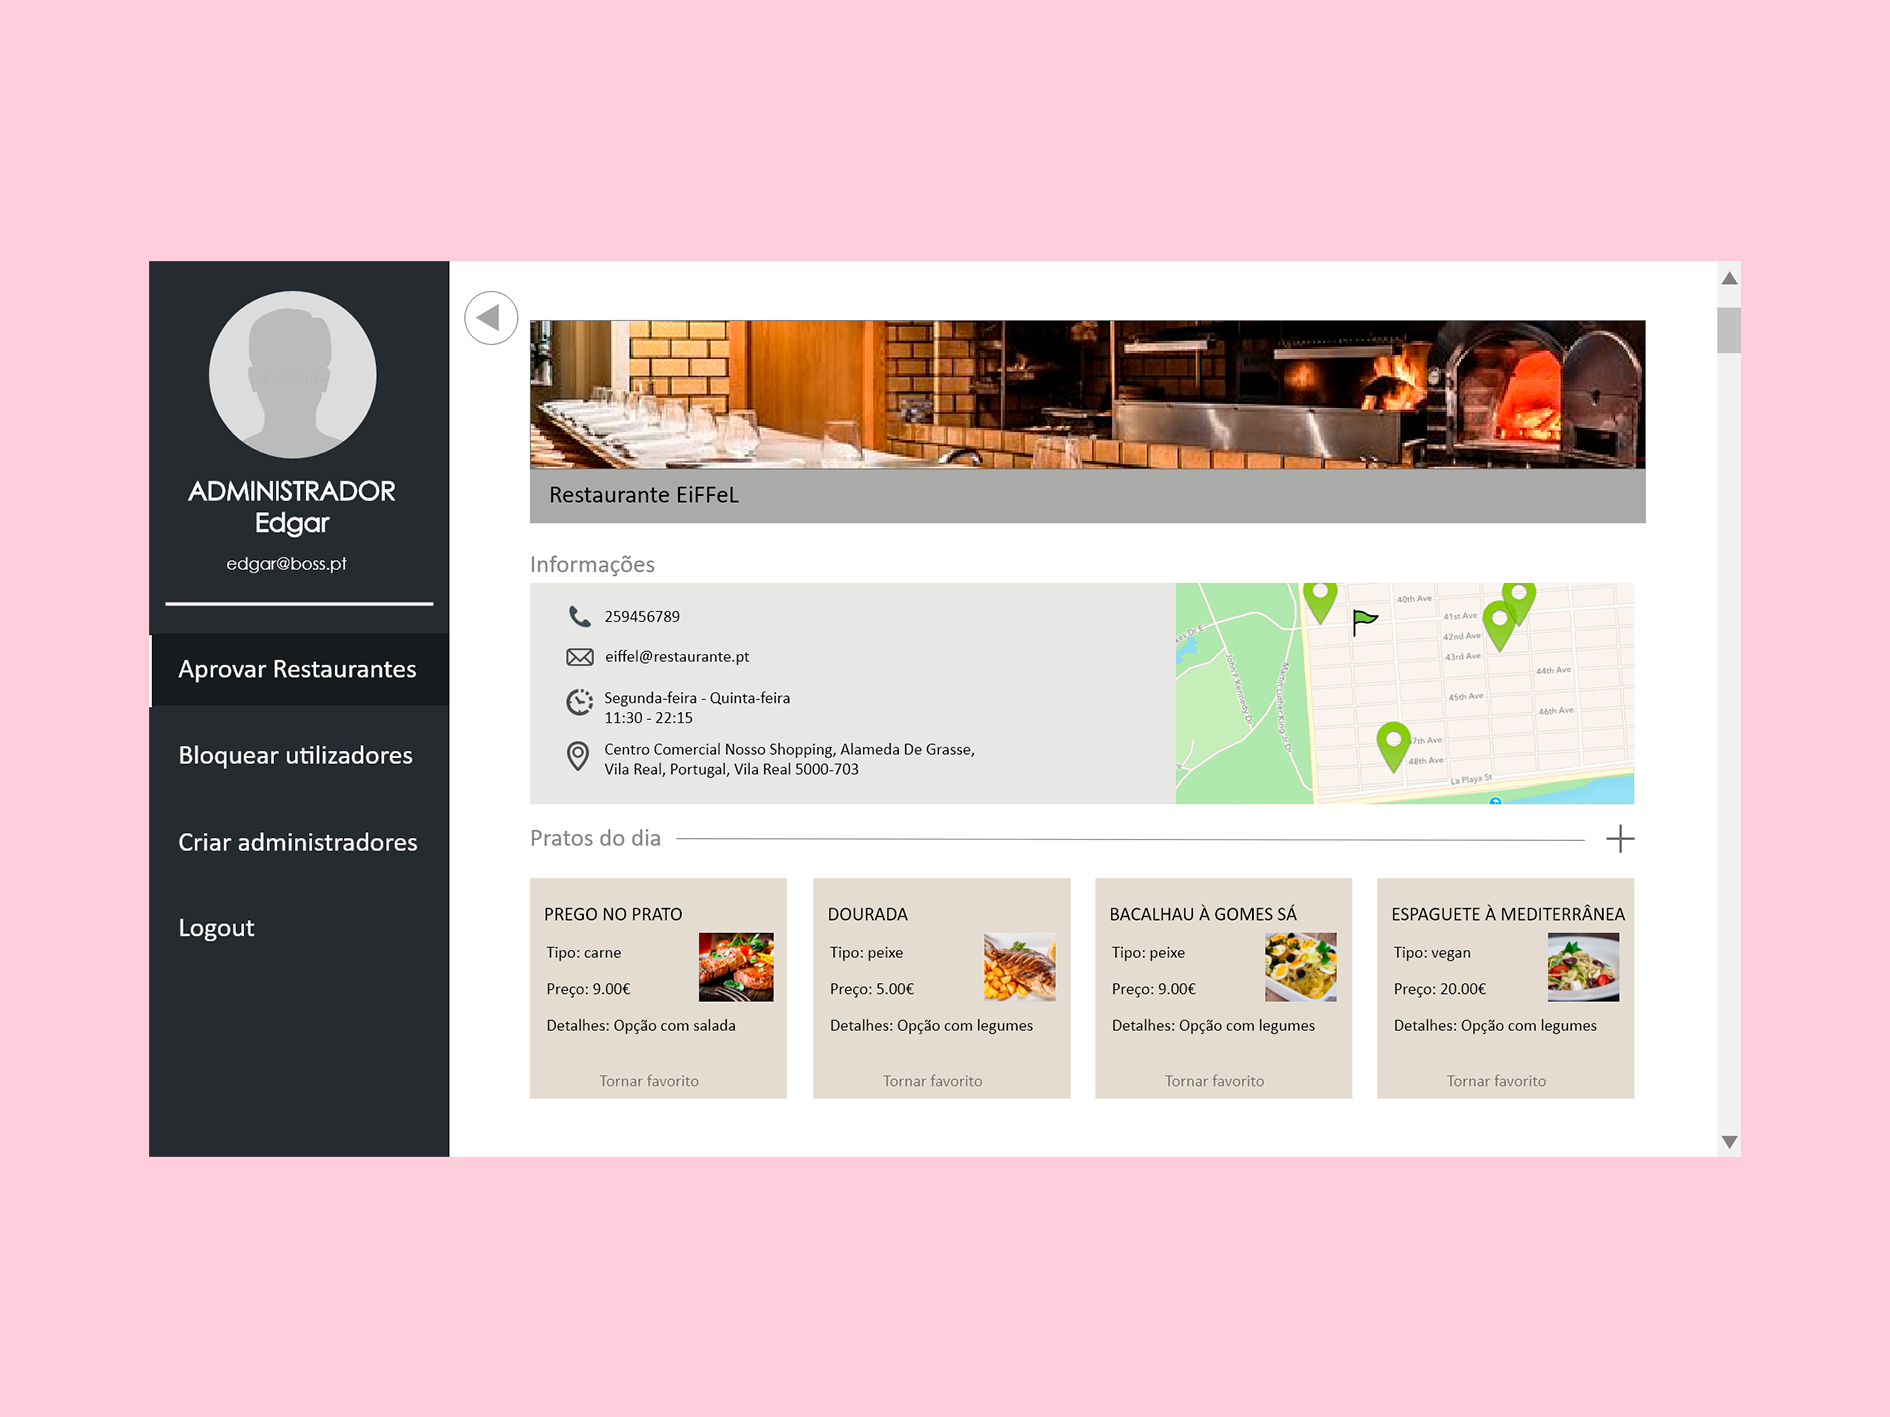 ADMINISTRADOR
Edgar
edgar@boss.pt
Aprovar Restaurantes
Bloquear utilizadores
Criar administradores
Logout
Restaurante EiFFeL
Informações
259456789
eiffel@restaurante.pt
Segunda-feira - Quinta-feira
11:30 - 22:15
Centro Comercial Nosso Shopping, Alameda De Grasse,
Vila Real, Portugal, Vila Real 5000-703
John F Kennedy Dr
Martin Luther King Jr Dr
40th Ave
41st Ave
42nd Ave
43rd Ave
44th Ave
45th Ave
46th Ave
7th Ave
48th Ave
La Playa St
Pratos do dia
PREGO NO PRATO
Tipo: carne
Preço: 9.00€
Detalhes: Opção com salada
Tornar favorito
DOURADA
Tipo: peixe
Preço: 5.00€
Detalhes: Opção com legumes
Tornar favorito
BACALHAU À GOMES SÁ
Tipo: peixe
Preço: 9.00€
Detalhes: Opção com legumes
Tornar favorito
ESPAGUETE À MEDITERRÂNEA
Tipo: vegan
Preço: 20.00€
Detalhes: Opção com legumes
Tornar favorito